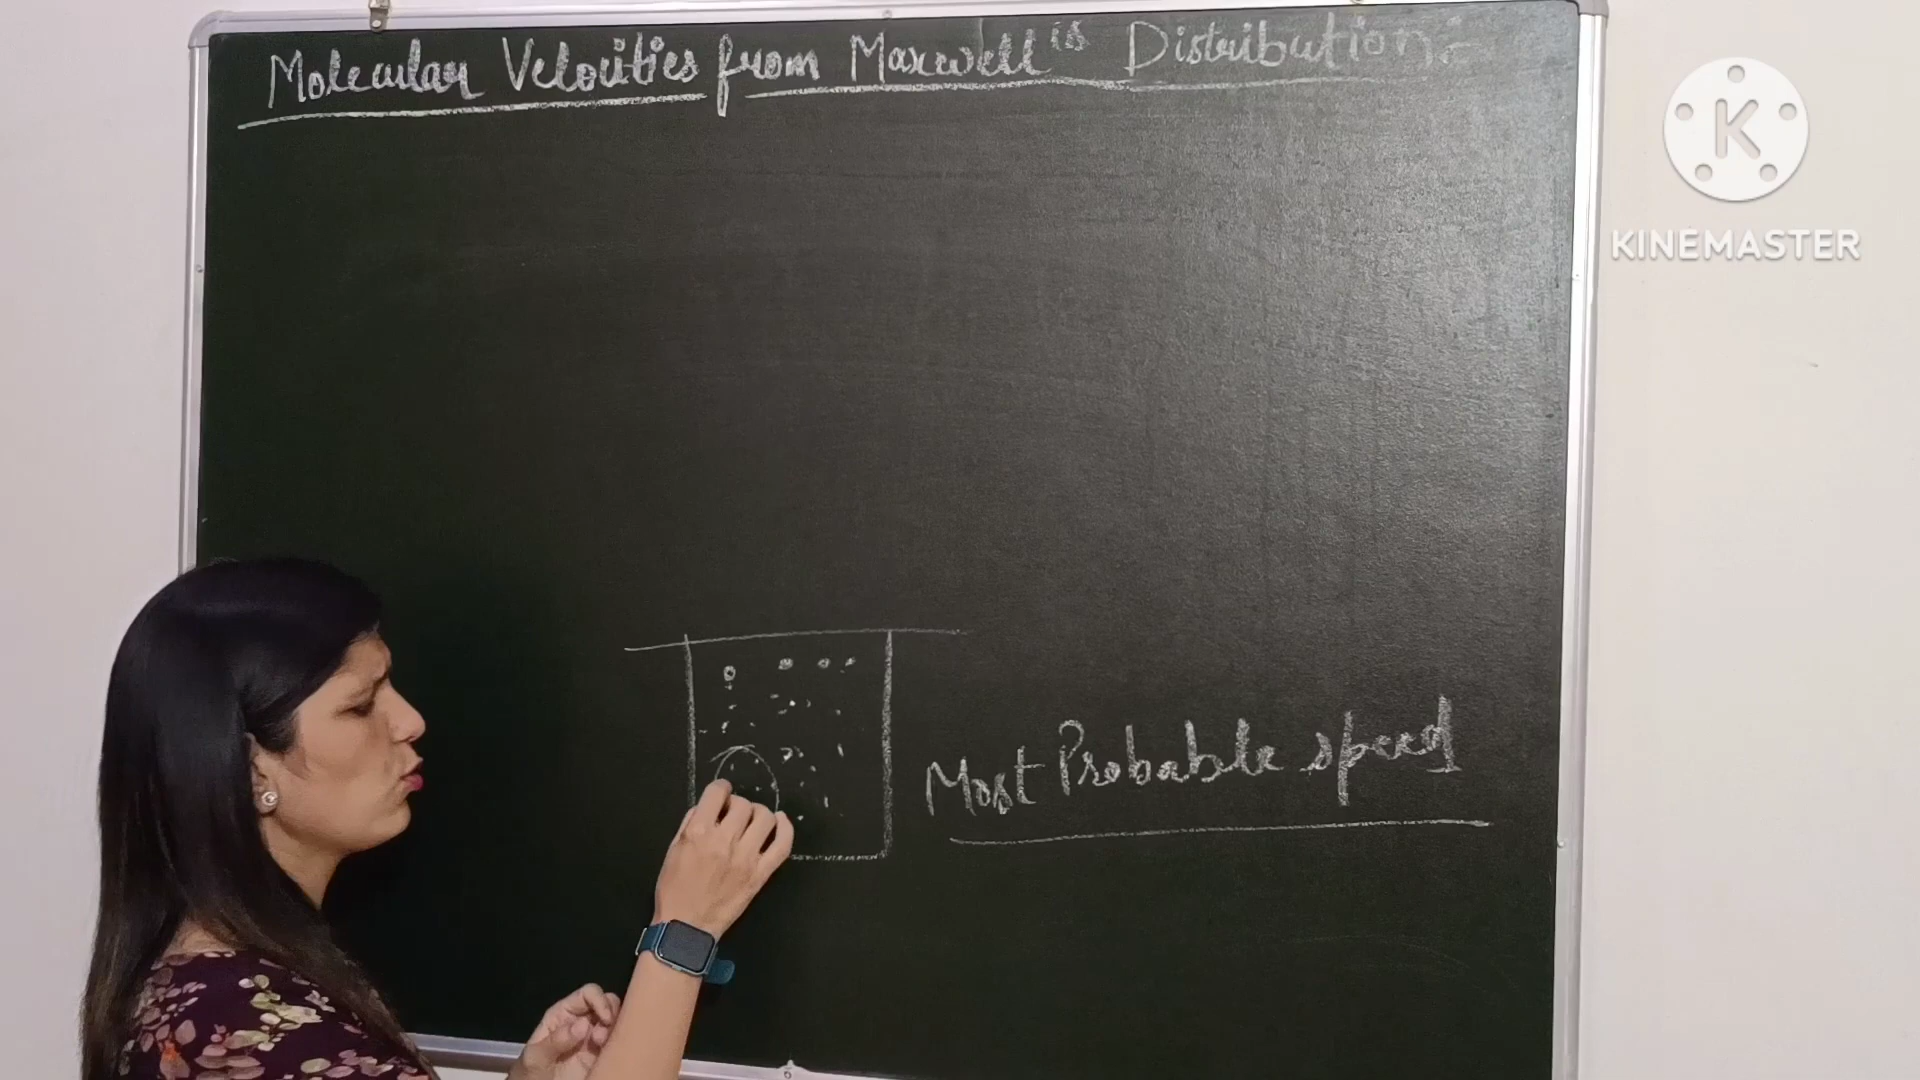 Molecular Velocities from Maxwell's Distribution:-
K
KINEMASTER
Most Probable speed